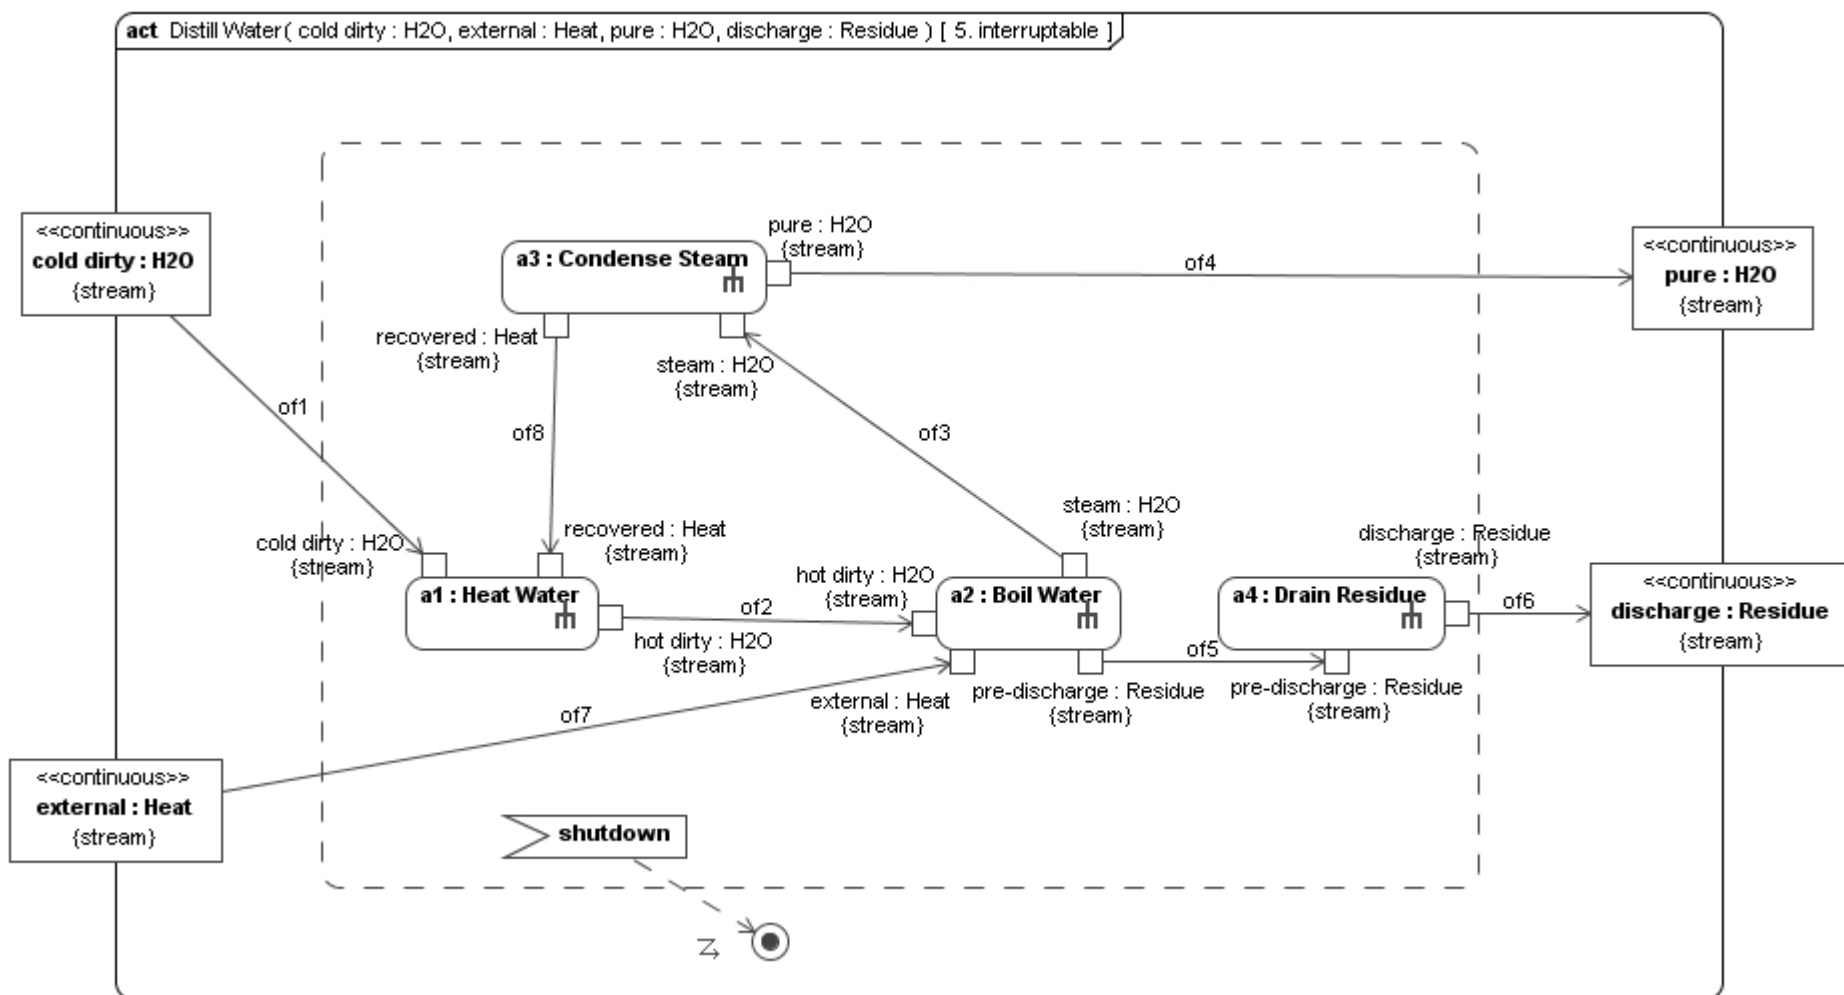 act Distill Water( cold dirty : H2O, external : Heat, pure : H2O, discharge : Residue ) [ 5. interruptable ]
<<continuous>>
cold dirty : H2O
{stream}
<<continuous>>
pure : H2O
{stream}
pure : H2O
{stream}
a3 : Condense Steam
of4
recovered : Heat
{stream}
steam : H2O
{stream}
of1
of8
of3
steam : H2O
{stream}
cold dirty : H2O
{stream}
recovered : Heat
{stream}
discharge : Residue
{stream}
hot dirty : H2O
{stream}
a1 : Heat Water
of2
a2 : Boil Water
a4 : Drain Residue
of6
<<continuous>>
discharge : Residue
{stream}
hot dirty : H2O
{stream}
of5
external : Heat
{stream}
pre-discharge : Residue
{stream}
pre-discharge : Residue
{stream}
of7
<<continuous>>
external : Heat
{stream}
shutdown